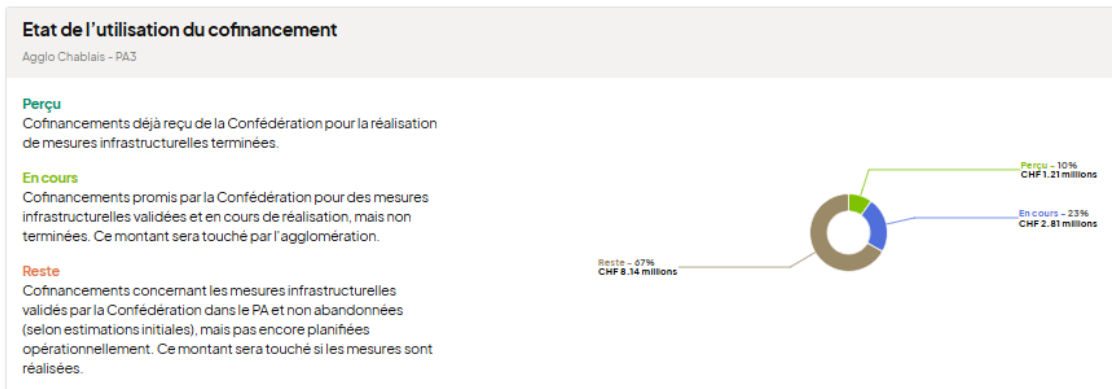 Etat de l’utilisation du cofinancement
Agglo Chablais – PA3
Perçu
Cofinancements déjà reçu de la Confédération pour la réalisation
de mesures infrastructurelles terminées.
En cours
Cofinancements promis par la Confédération pour des mesures
infrastructurelles validées et en cours de réalisation, mais non
terminées. Ce montant sera touché par l’agglomération.
Reste
Cofinancements concernant les mesures infrastructurelles
validés par la Confédération dans le PA et non abandonnées
(selon estimations initiales), mais pas encore planifiées
opérationnellement. Ce montant sera touché si les mesures sont
réalisées.
Perçu – 10%
CHF 1.21 millions
En cours – 23%
CHF 2.81 millions
Reste – 67%
CHF 8.14 millions